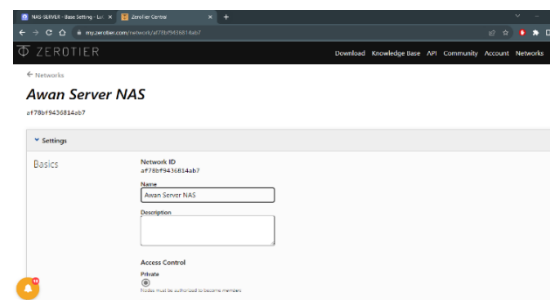 NAS-SERVER - Base Setting - Lu
ZeroTier Central
my.zerotier.com/network/af78bf9436814ab7
ZEROTIER
Download Knowledge Base API Community Account Networks
Networks
Awan Server NAS
af78bf9436814ab7
Settings
Basics
Network ID
af78bf9436814ab7
Name
Awan Server NAS
Description
Access Control
Private
Nodes must be authorized to become members